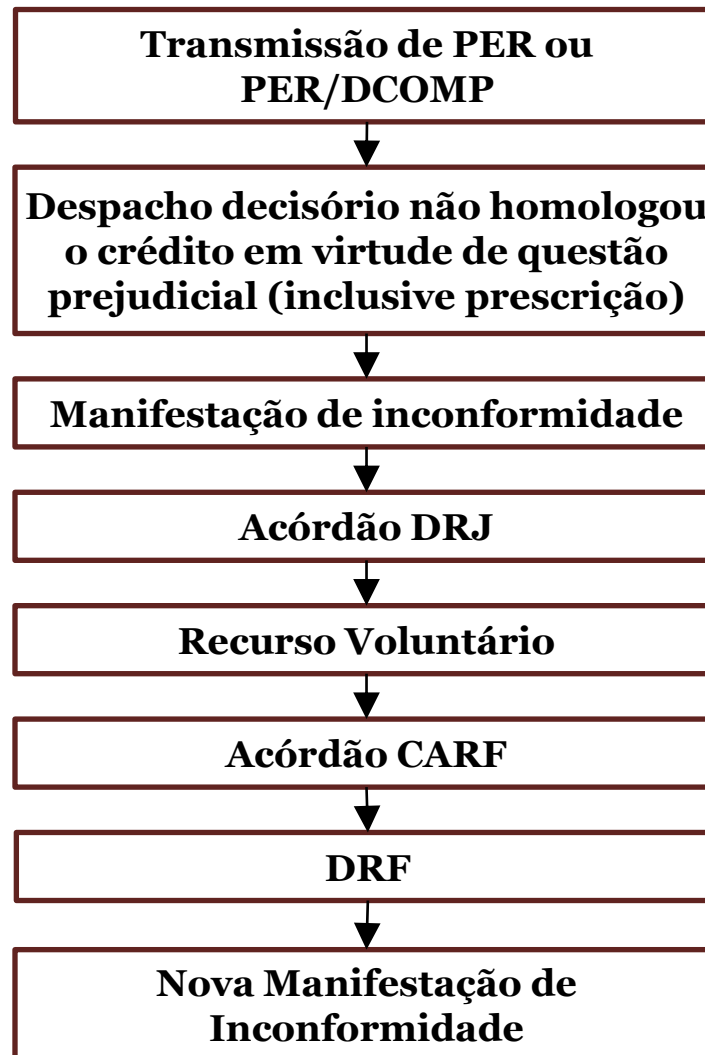 Transmissão de PER ou
PER/DCOMP
Despacho decisório não homologou
o crédito em virtude de questão
prejudicial (inclusive prescrição)
Manifestação de inconformidade
Acórdão DRJ
Recurso Voluntário
Acórdão CARF
DRF
Nova Manifestação de
Inconformidade